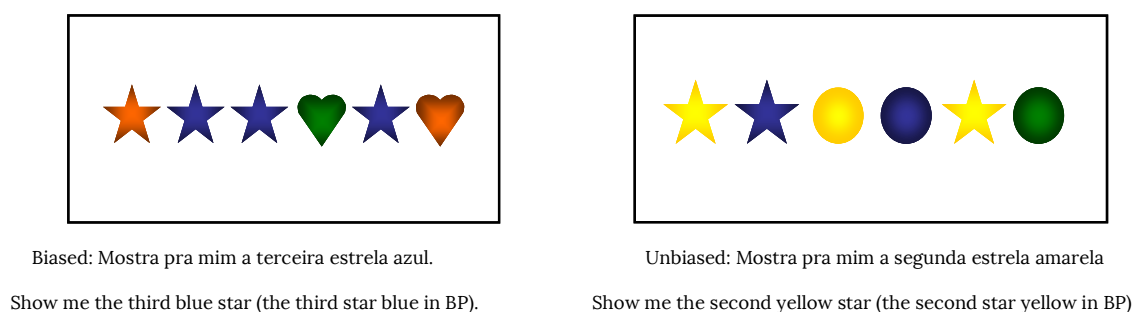 Biased: Mostra pra mim a terceira estrela azul.
Show me the third blue star (the third star blue in BP).
Unbiased: Mostra pra mim a segunda estrela amarela
Show me the second yellow star (the second star yellow in BP)